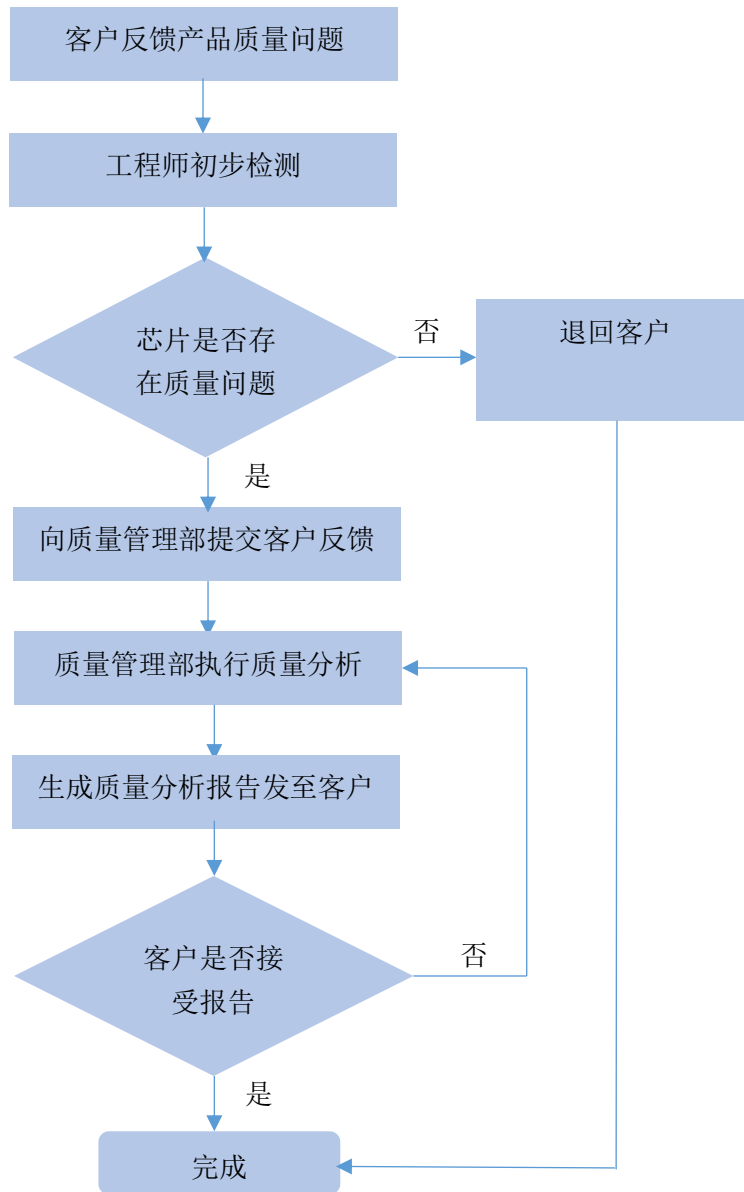 客户反馈产品质量问题
工程师初步检测
芯片是否存
在质量问题
否
退回客户
是
向质量管理部提交客户反馈
质量管理部执行质量分析
生成质量分析报告发至客户
客户是否接
受报告
否
是
完成